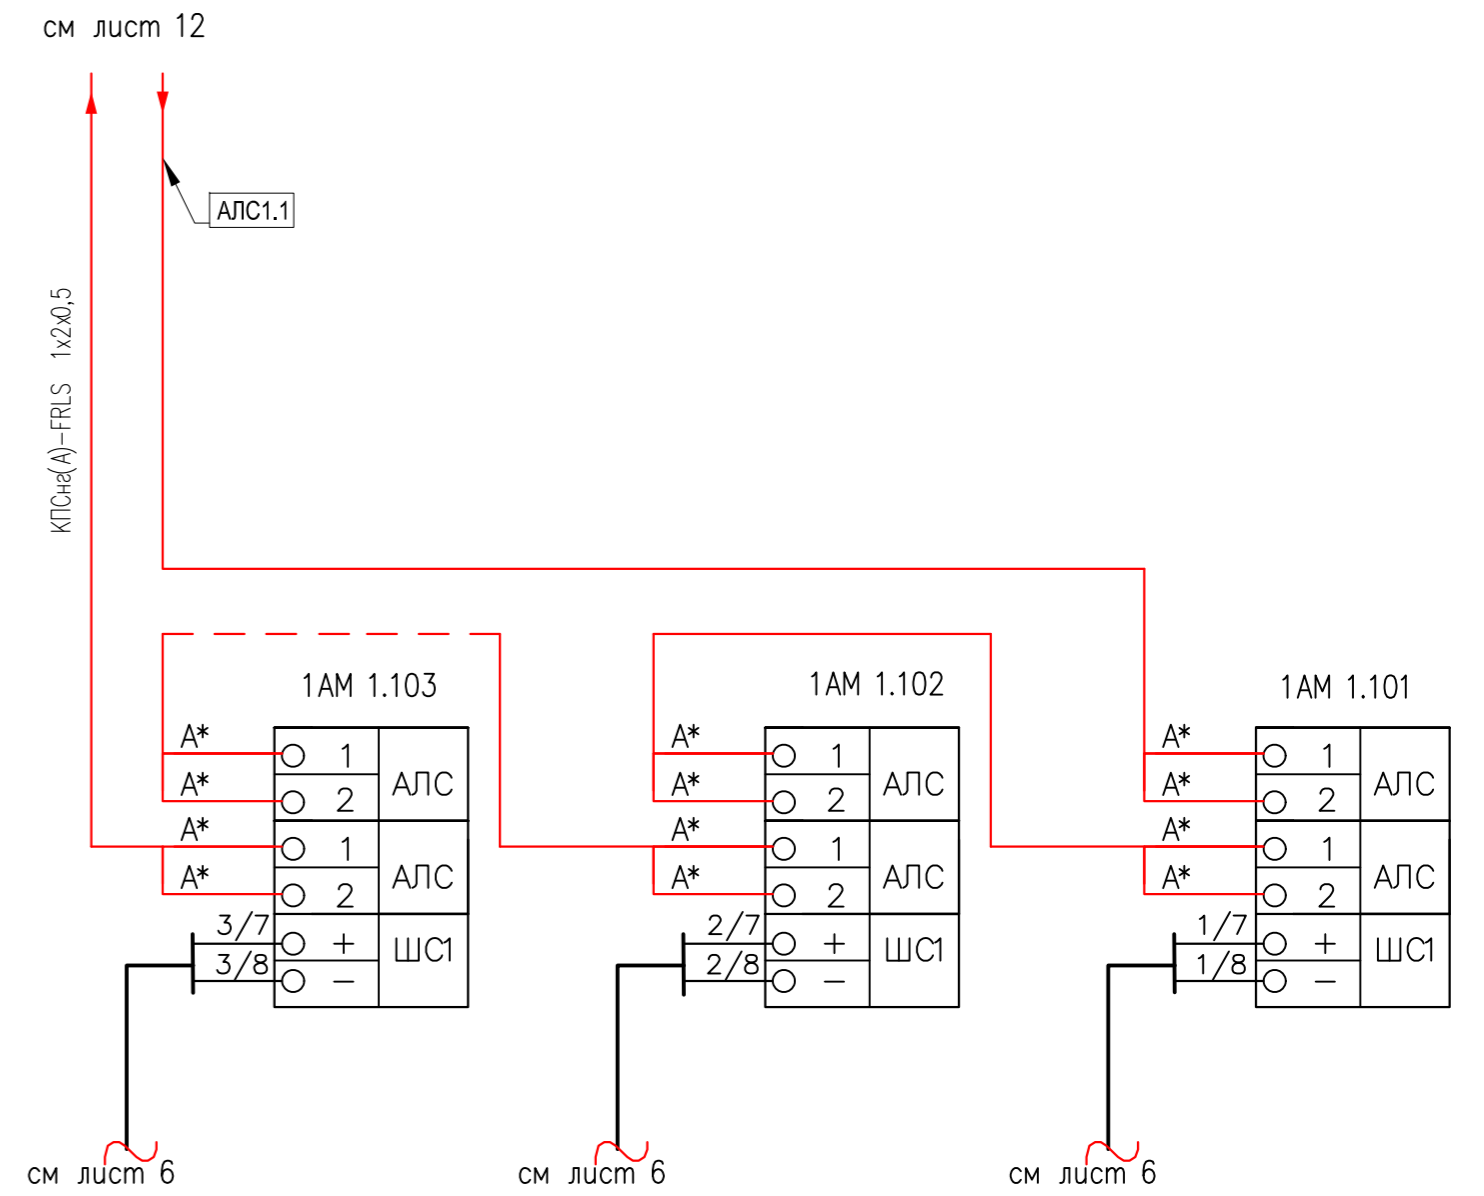 см лист 12
АЛС1.1
КПСнг(А)-FRLS 1х2х0,5
1АМ 1.103
А*
1
А*
2
АЛС
А*
1
А*
2
АЛС
3/7
+
3/8
−
ШС1
см лист 6
1АМ 1.102
А*
1
А*
2
АЛС
А*
1
А*
2
АЛС
2/7
+
2/8
−
ШС1
см лист 6
1АМ 1.101
А*
1
А*
2
АЛС
А*
1
А*
2
АЛС
1/7
+
1/8
−
ШС1
см лист 6